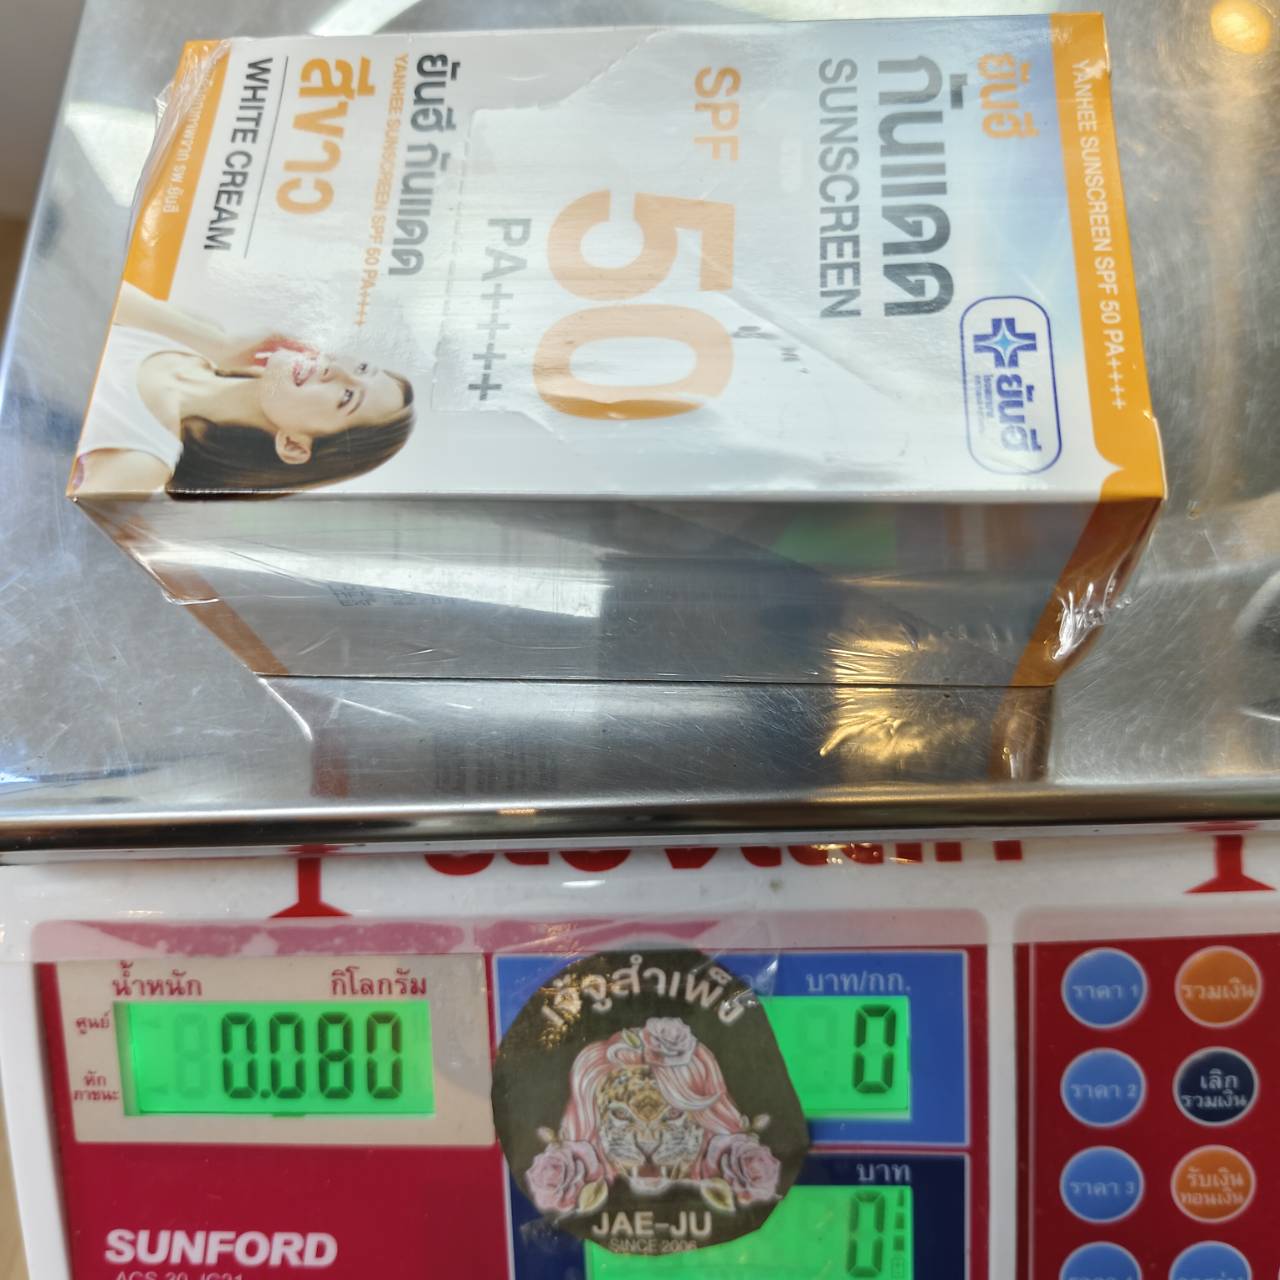 YANHEE SUNSCREEN SPF 50 PA+++
ยันฮี
กันแดด
SUNSCREEN
ยันฮี
SPF
50
PA++++
ยันฮี กันแดด
YANHEE SUNSCREEN SPF 50 PA+++
สีขาว
WHITE CREAM
น้ำหนัก
กิโลกรัม
ศูนย์
หัก
ภาชนะ
0.080
บาท/กก.
0
บาท
0
เจ๊จูสำเพ็ง
JAE-JU
SINCE 2006
SUNFORD
ราคา 1
รวมเงิน
ราคา 2
เลิก
รวมเงิน
ราคา 3
รับเงิน
ทอนเงิน